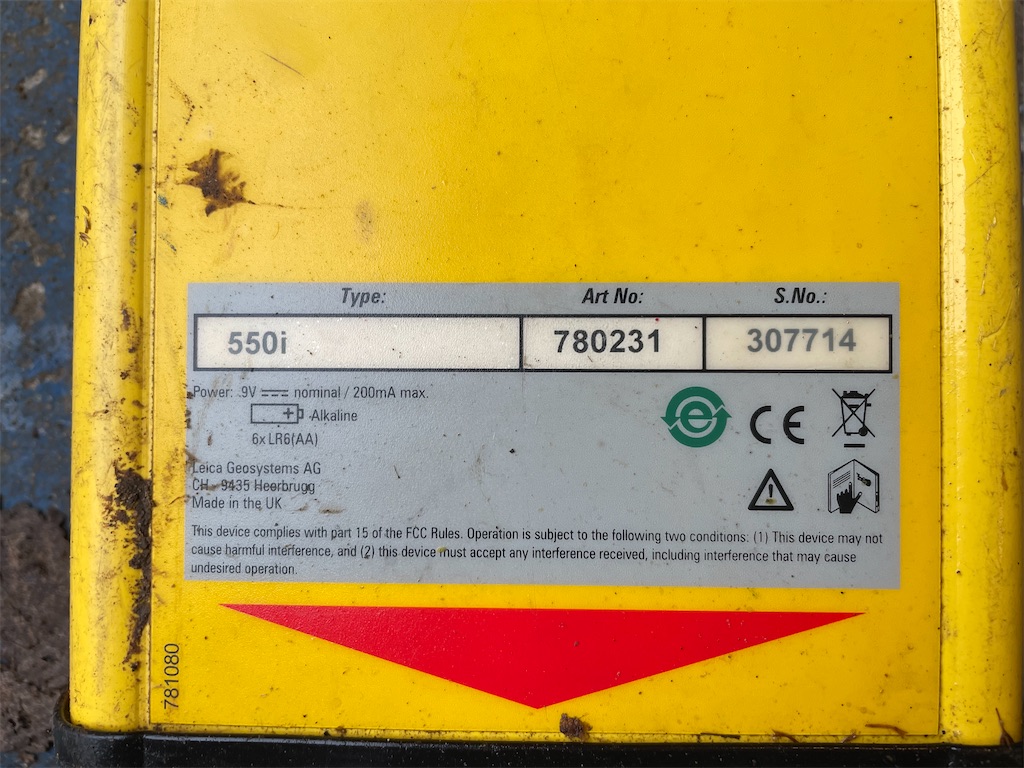 Type: Art No: S.No.:
550i 780231 307714
Power: 9V nominal / 200mA max.
+ Alkaline
6x LR6(AA)
e CE
Leica Geosystems AG
CH - 9435 Heerbrugg
Made in the UK
This device complies with part 15 of the FCC Rules. Operation is subject to the following two conditions: (1) This device may not
cause harmful interference, and (2) this device must accept any interference received, including interference that may cause
undesired operation.
781080